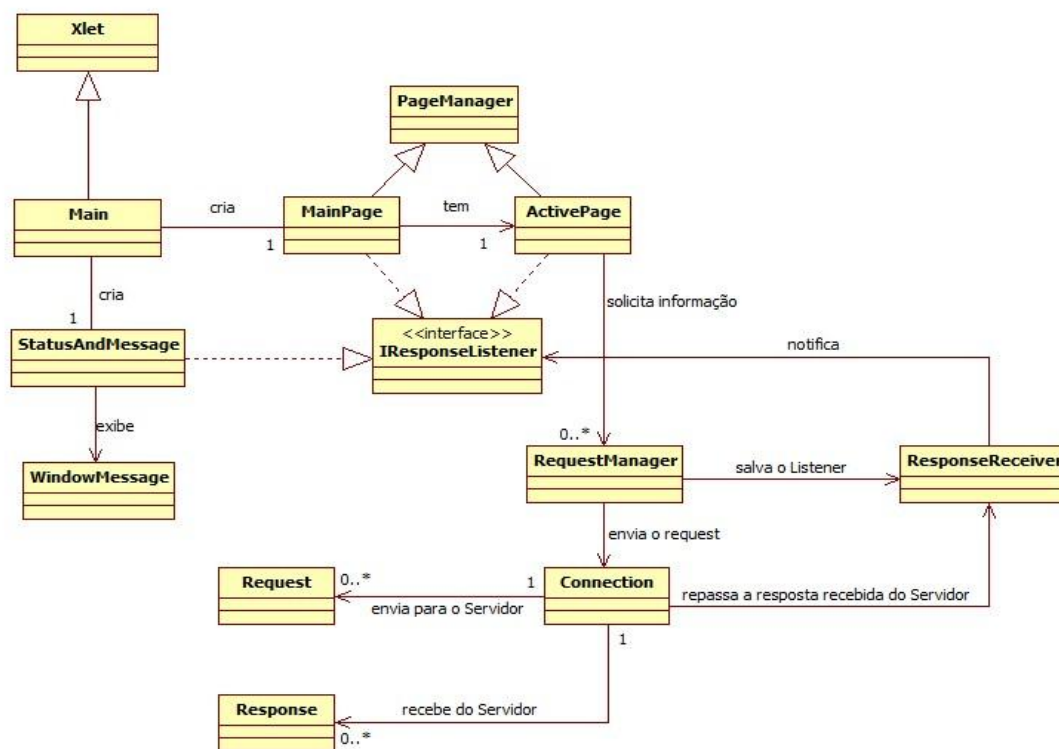 Xlet
PageManager
Main
cria
1
MainPage
tem
1
ActivePage
cria
1
solicita informação
StatusAndMessage
<<interface>>
IResponseListener
notifica
exibe
0..*
WindowMessage
RequestManager
salva o Listener
ResponseReceiver
envia o request
Request
0..*
1
Connection
envia para o Servidor
repassa a resposta recebida do Servidor
1
Response
recebe do Servidor
0..*